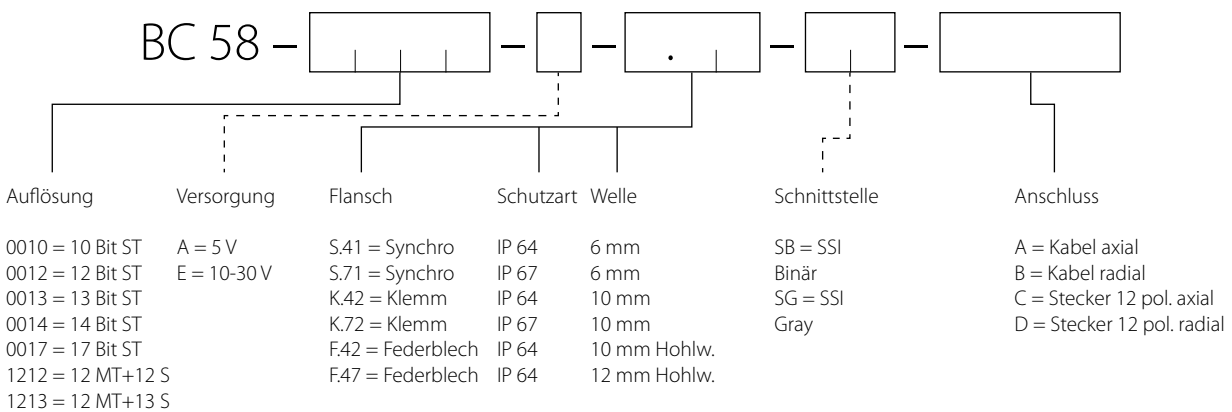 BC 58 – . – – –
Auflösung Versorgung Flansch Schutzart Welle Schnittstelle Anschluss
0010 = 10 Bit ST A = 5 V S.41 = Synchro IP 64 6 mm SB = SSI A = Kabel axial
0012 = 12 Bit ST E = 10-30 V S.71 = Synchro IP 67 6 mm Binär B = Kabel radial
0013 = 13 Bit ST K.42 = Klemm IP 64 10 mm SG = SSI C = Stecker 12 pol. axial
0014 = 14 Bit ST K.72 = Klemm IP 67 10 mm Gray D = Stecker 12 pol. radial
0017 = 17 Bit ST F.42 = Federblech IP 64 10 mm Hohlw.
1212 = 12 MT+12 S F.47 = Federblech IP 64 12 mm Hohlw.
1213 = 12 MT+13 S